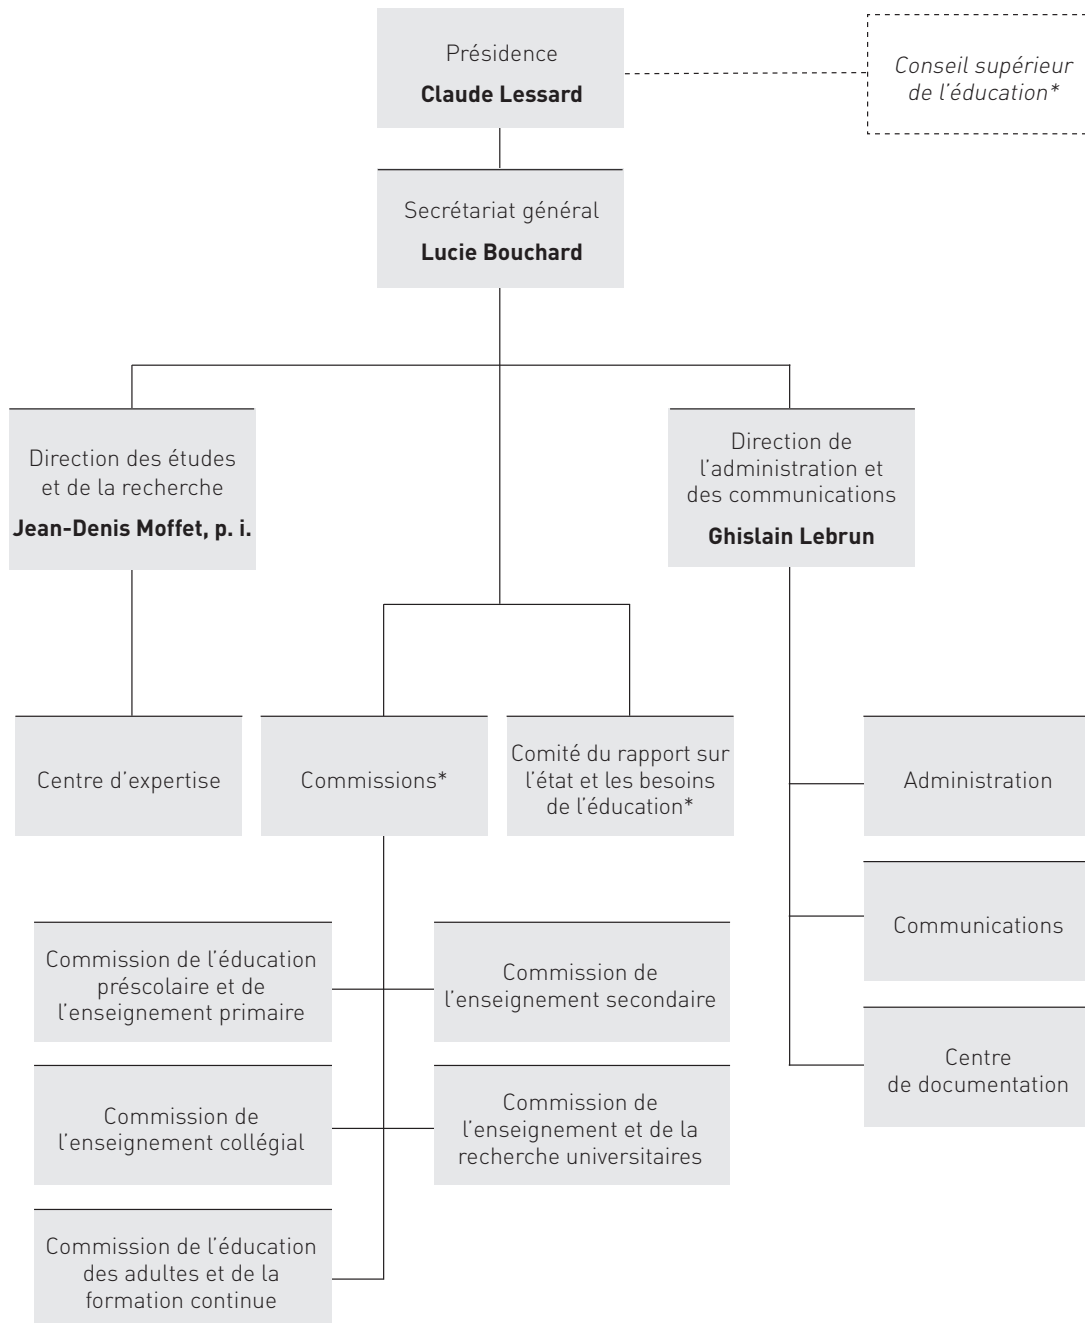 Présidence
Claude Lessard
Conseil supérieur
de l'éducation*
Secrétariat général
Lucie Bouchard
Direction des études
et de la recherche
Jean-Denis Moffet, p. i.
Direction de
l'administration et
des communications
Ghislain Lebrun
Centre d'expertise
Commissions*
Comité du rapport sur
l'état et les besoins
de l'éducation*
Administration
Communications
Centre
de documentation
Commission de l'éducation
préscolaire et de
l'enseignement primaire
Commission de
l'enseignement secondaire
Commission de
l'enseignement collégial
Commission de
l'enseignement et de la
recherche universitaires
Commission de l'éducation
des adultes et de la
formation continue